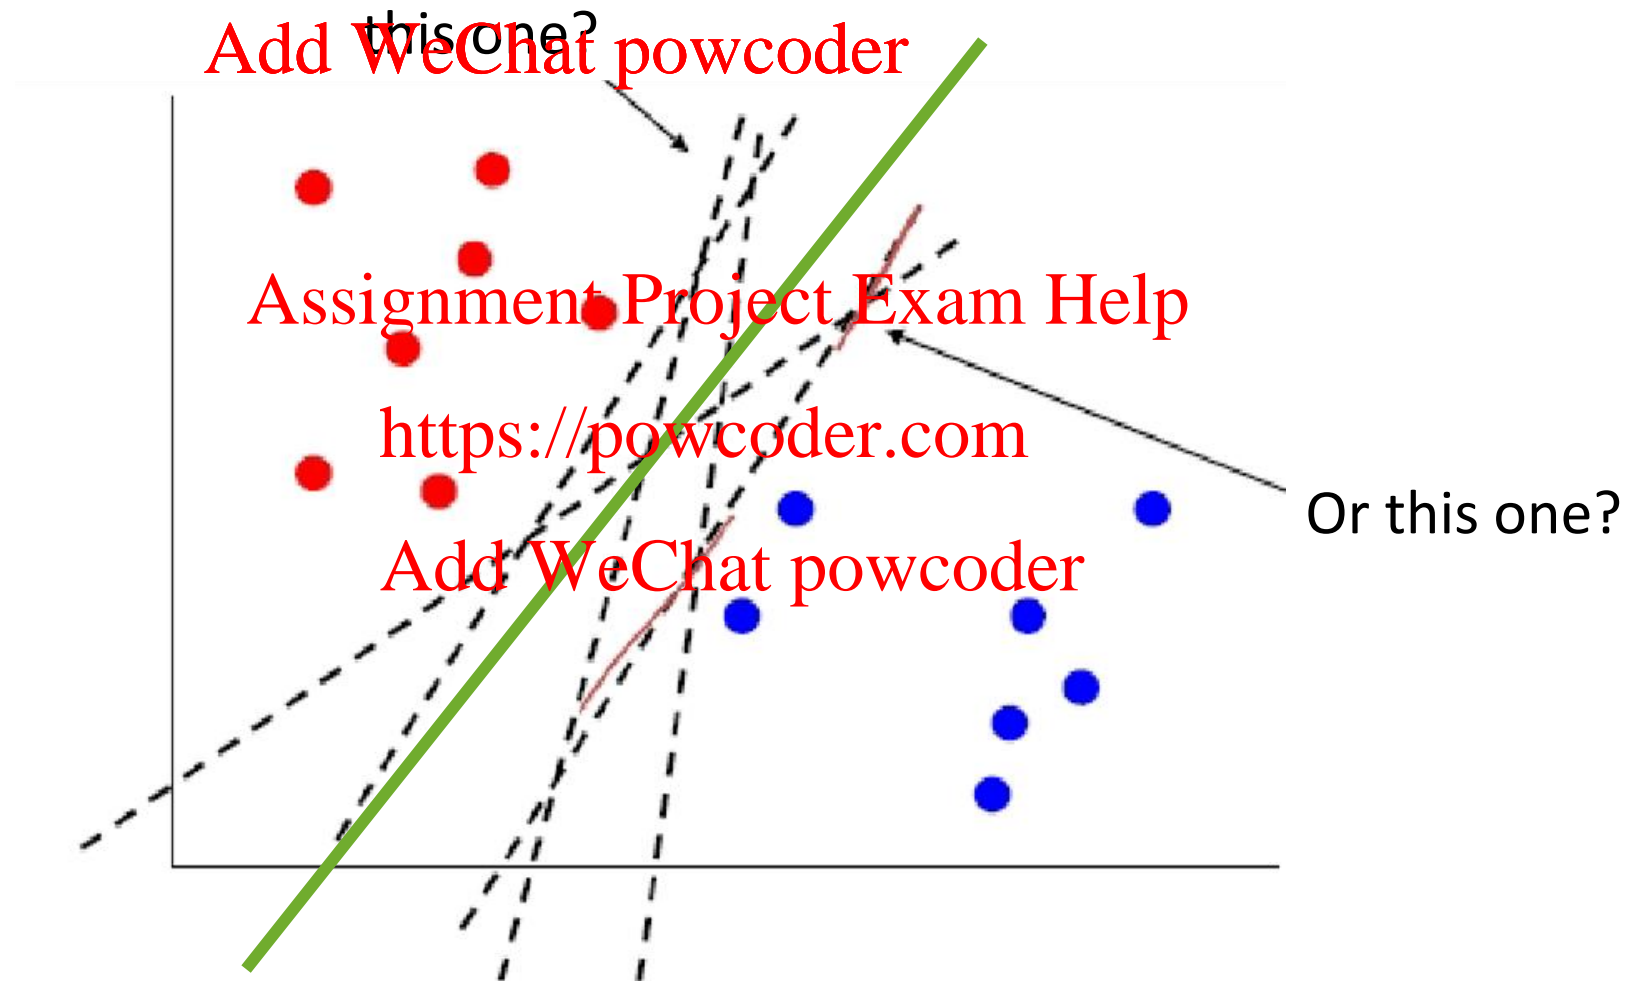 this one?
Add WeChat powcoder
Assignment Project Exam Help
https://powcoder.com
Or this one?
Add WeChat powcoder